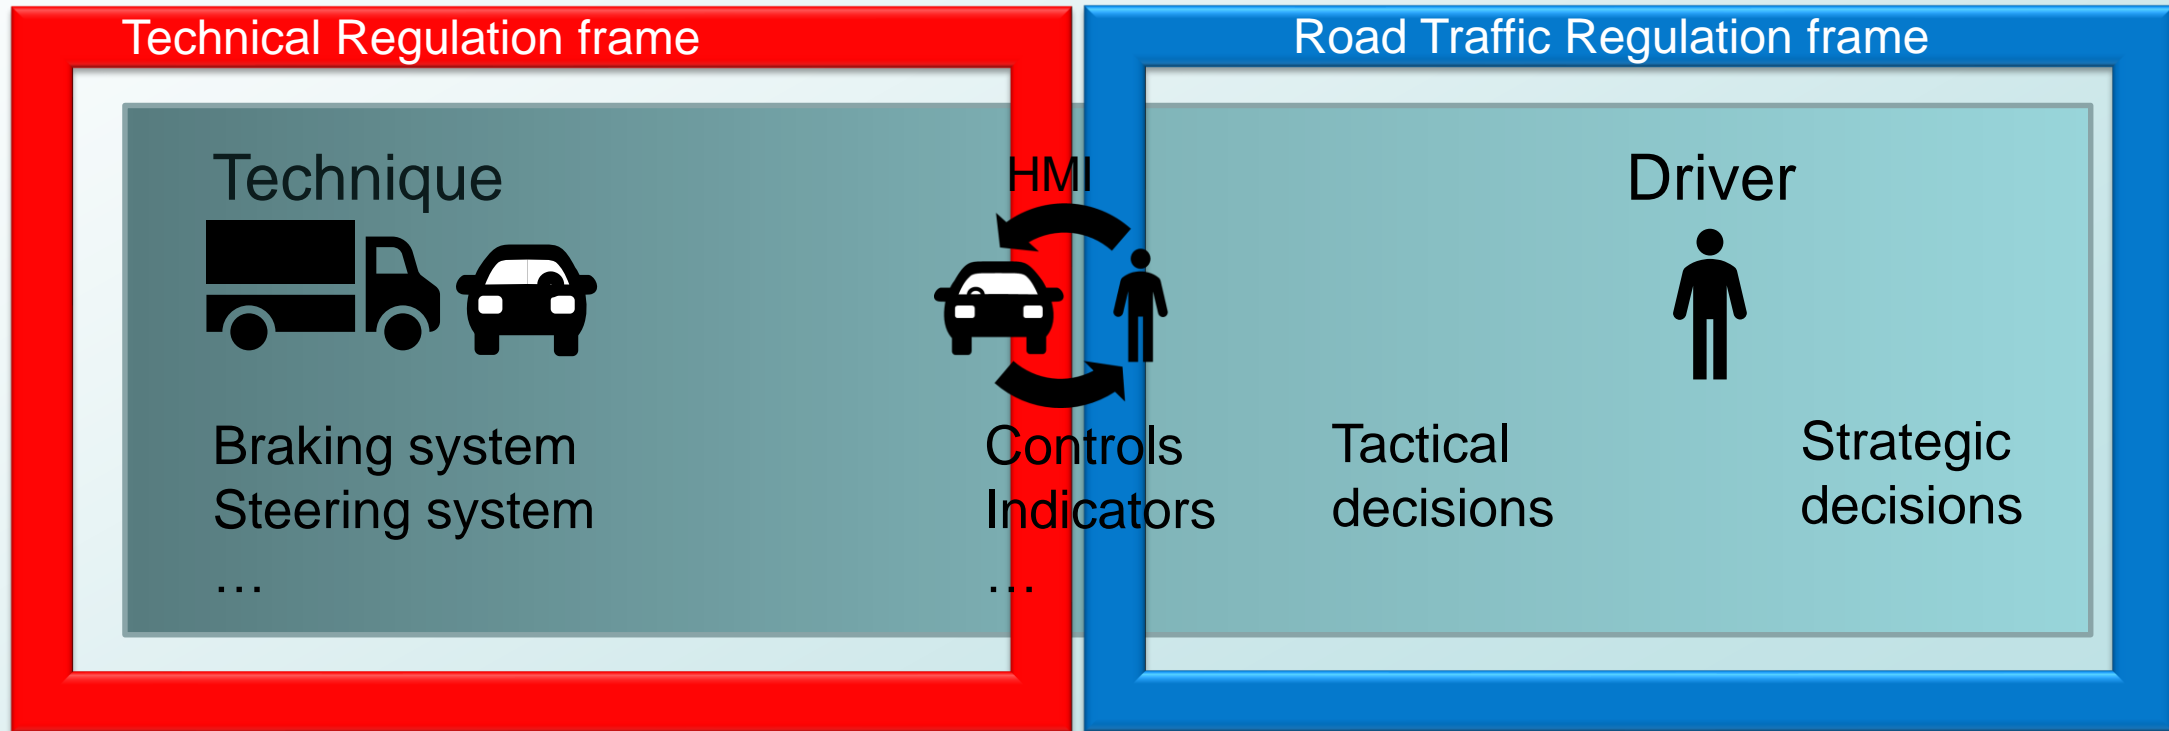 Technical Regulation frame
Road Traffic Regulation frame
Technique
HMI
Driver
Braking system
Steering system
…
Controls
Indicators
…
Tactical
decisions
Strategic
decisions